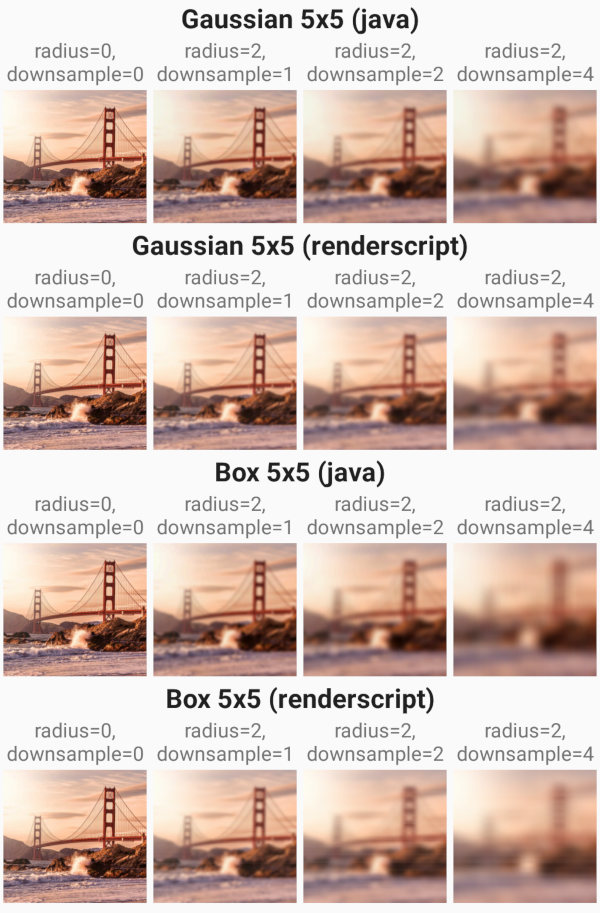 Gaussian 5x5 (java)
radius=0, radius=2, radius=2, radius=2,
downsample=0 downsample=1 downsample=2 downsample=4
Gaussian 5x5 (renderscript)
radius=0, radius=2, radius=2, radius=2,
downsample=0 downsample=1 downsample=2 downsample=4
Box 5x5 (java)
radius=0, radius=2, radius=2, radius=2,
downsample=0 downsample=1 downsample=2 downsample=4
Box 5x5 (renderscript)
radius=0, radius=2, radius=2, radius=2,
downsample=0 downsample=1 downsample=2 downsample=4